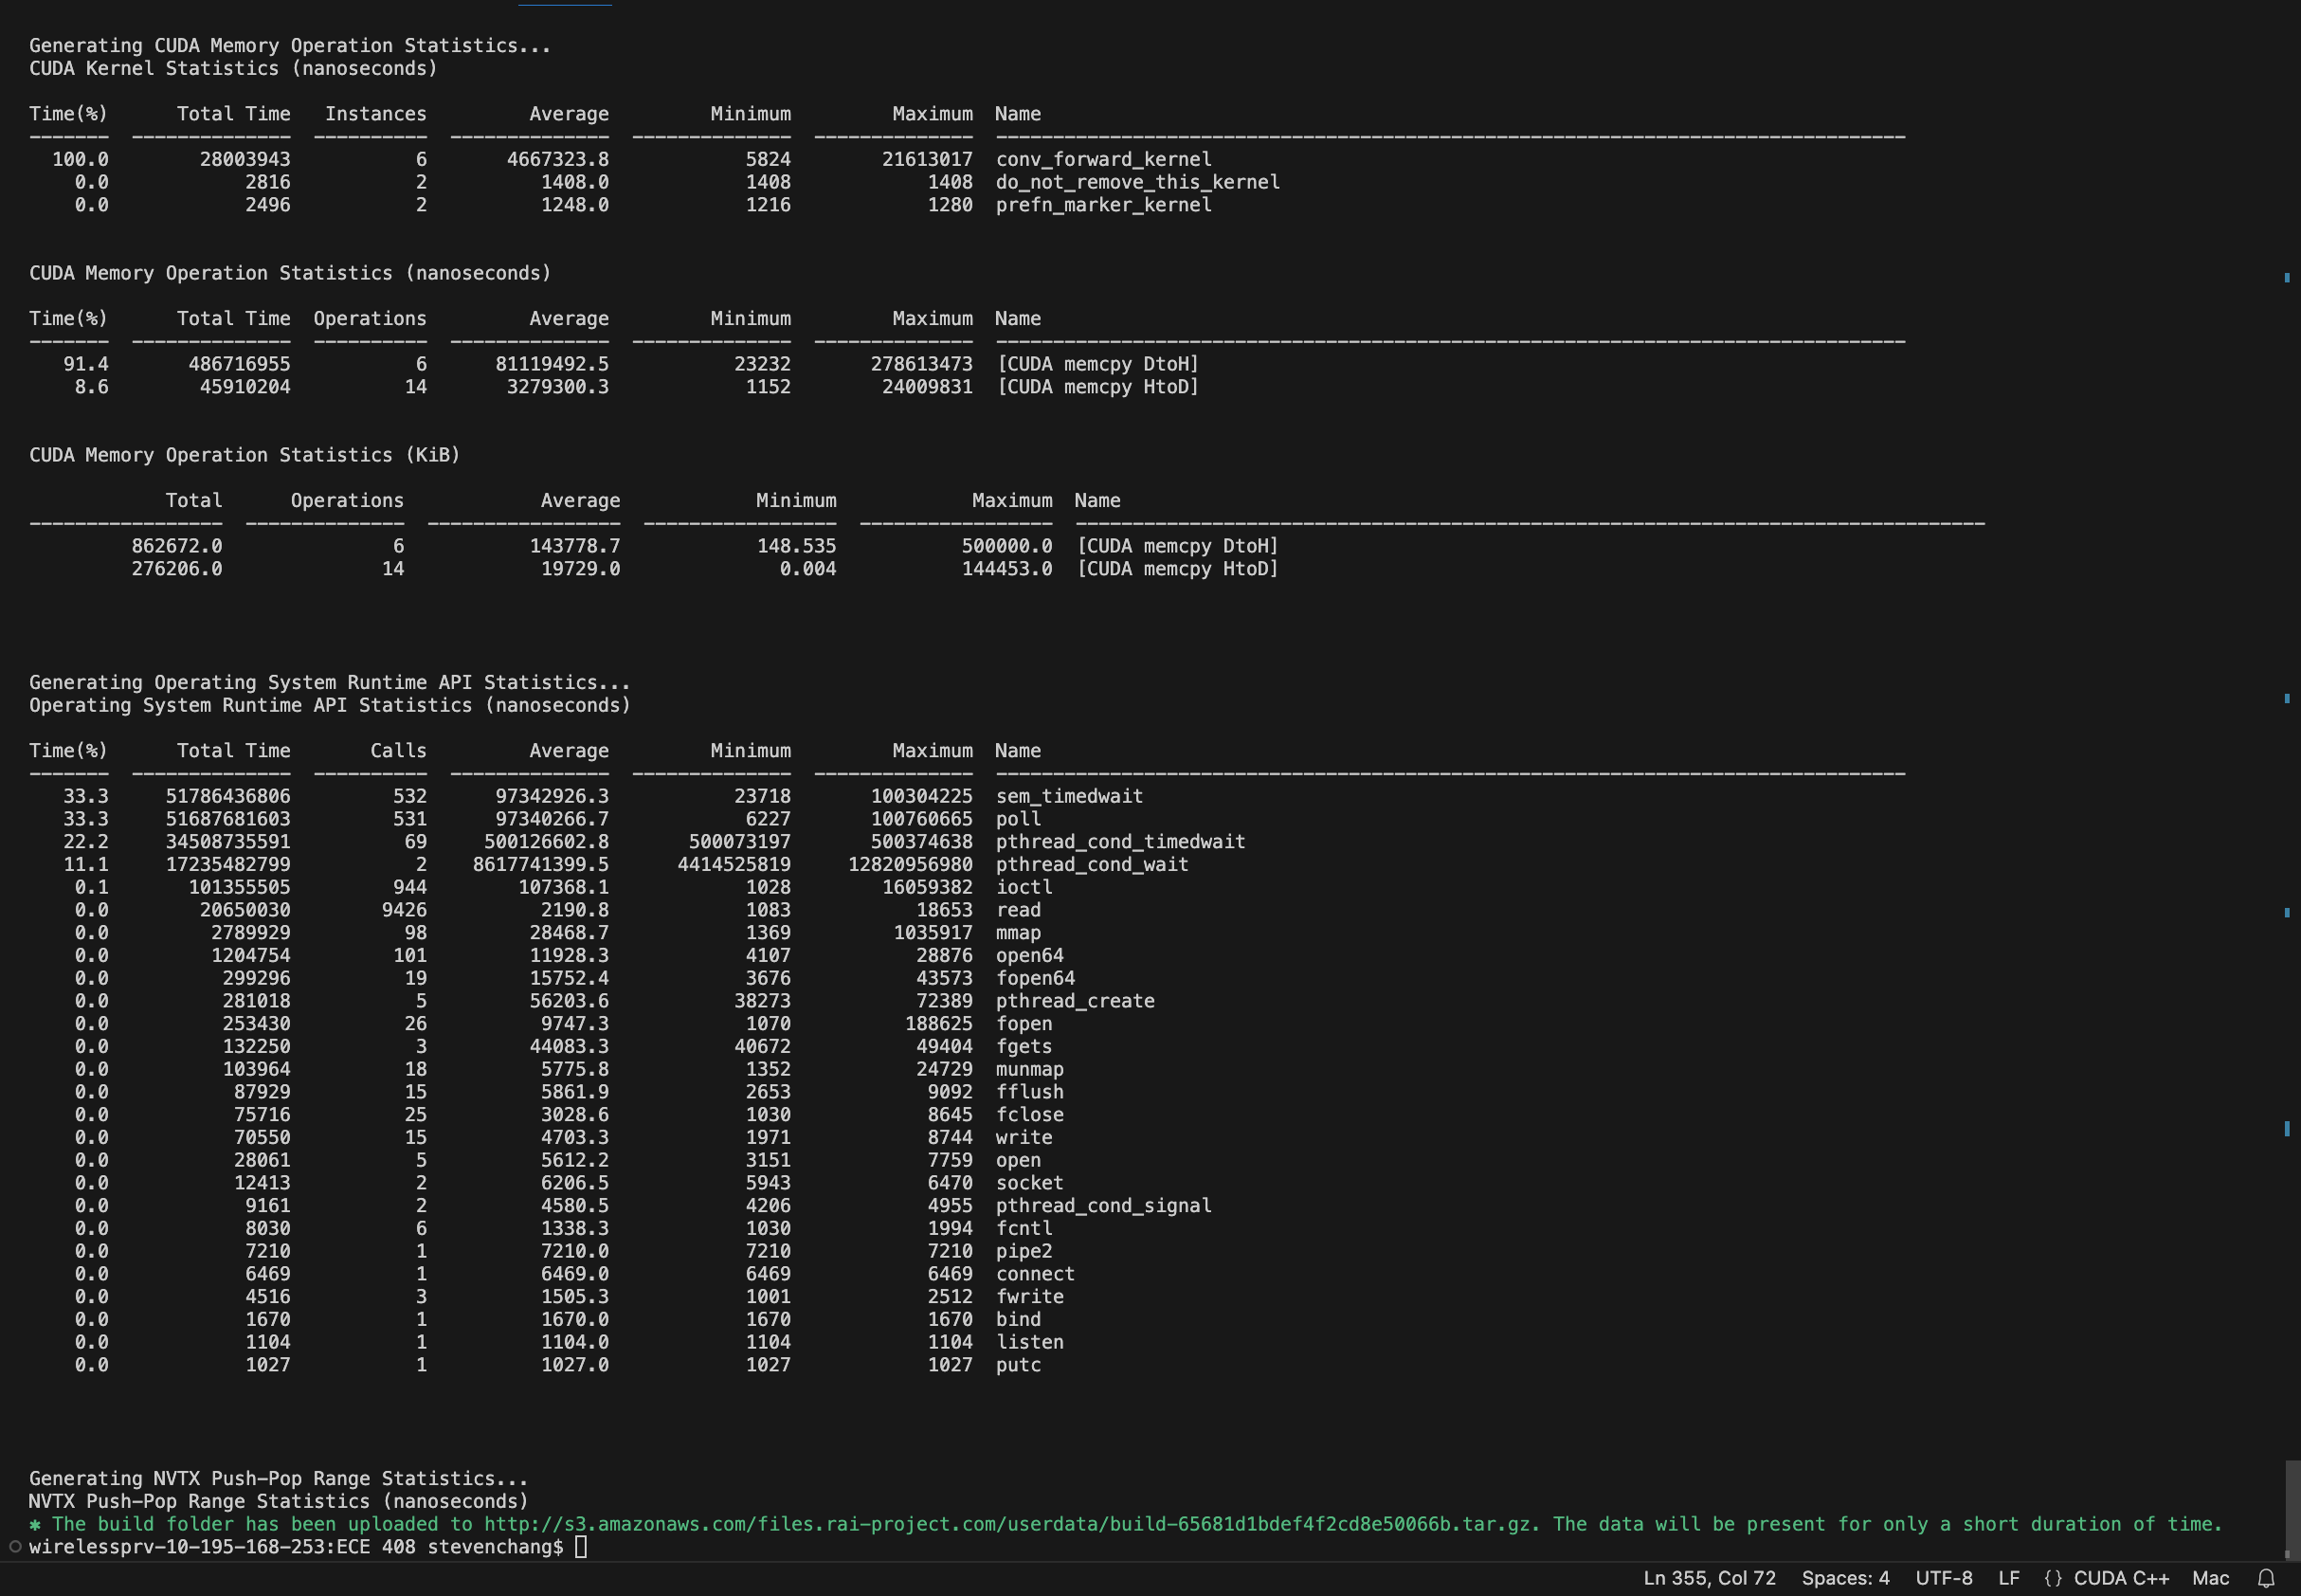 Generating CUDA Memory Operation Statistics...
CUDA Kernel Statistics (nanoseconds)
Time(%) Total Time Instances Average Minimum Maximum Name
------- -------------- ---------- -------------- -------------- -------------- --------------------------------------------------------------------------------
100.0 28003943 6 4667323.8 5824 21613017 conv_forward_kernel
0.0 2816 2 1408.0 1408 1408 do_not_remove_this_kernel
0.0 2496 2 1248.0 1216 1280 prefn_marker_kernel
CUDA Memory Operation Statistics (nanoseconds)
Time(%) Total Time Operations Average Minimum Maximum Name
------- -------------- ---------- -------------- -------------- -------------- --------------------------------------------------------------------------------
91.4 486716955 6 81119492.5 23232 278613473 [CUDA memcpy DtoH]
8.6 45910204 14 3279300.3 1152 24009831 [CUDA memcpy HtoD]
CUDA Memory Operation Statistics (KiB)
Total Operations Average Minimum Maximum Name
----------------- -------------- ----------------- ----------------- ----------------- --------------------------------------------------------------------------------
862672.0 6 143778.7 148.535 500000.0 [CUDA memcpy DtoH]
276206.0 14 19729.0 0.004 144453.0 [CUDA memcpy HtoD]
Generating Operating System Runtime API Statistics...
Operating System Runtime API Statistics (nanoseconds)
Time(%) Total Time Calls Average Minimum Maximum Name
------- -------------- ---------- -------------- -------------- -------------- --------------------------------------------------------------------------------
33.3 51786436806 532 97342926.3 23718 100304225 sem_timedwait
33.3 51687681603 531 97340266.7 6227 100760665 poll
22.2 34508735591 69 500126602.8 500073197 500374638 pthread_cond_timedwait
11.1 17235482799 2 8617741399.5 4414525819 12820956980 pthread_cond_wait
0.1 101355505 944 107368.1 1028 16059382 ioctl
0.0 20650030 9426 2190.8 1083 18653 read
0.0 2789929 98 28468.7 1369 1035917 mmap
0.0 1204754 101 11928.3 4107 28876 open64
0.0 299296 19 15752.4 3676 43573 fopen64
0.0 281018 5 56203.6 38273 72389 pthread_create
0.0 253430 26 9747.3 1070 188625 fopen
0.0 132250 3 44083.3 40672 49404 fgets
0.0 103964 18 5775.8 1352 24729 munmap
0.0 87929 15 5861.9 2653 9092 fflush
0.0 75716 25 3028.6 1030 8645 fclose
0.0 70550 15 4703.3 1971 8744 write
0.0 28061 5 5612.2 3151 7759 open
0.0 12413 2 6206.5 5943 6470 socket
0.0 9161 2 4580.5 4206 4955 pthread_cond_signal
0.0 8030 6 1338.3 1030 1994 fcntl
0.0 7210 1 7210.0 7210 7210 pipe2
0.0 6469 1 6469.0 6469 6469 connect
0.0 4516 3 1505.3 1001 2512 fwrite
0.0 1670 1 1670.0 1670 1670 bind
0.0 1104 1 1104.0 1104 1104 listen
0.0 1027 1 1027.0 1027 1027 putc
Generating NVTX Push-Pop Range Statistics...
NVTX Push-Pop Range Statistics (nanoseconds)
✱ The build folder has been uploaded to http://s3.amazonaws.com/files.rai-project.com/userdata/build-65681d1bdef4f2cd8e50066b.tar.gz. The data will be present for only a short duration of time.
wirelessprv-10-195-168-253:ECE 408 stevenchang$
Ln 355, Col 72 Spaces: 4 UTF-8 LF {} CUDA C++ Mac